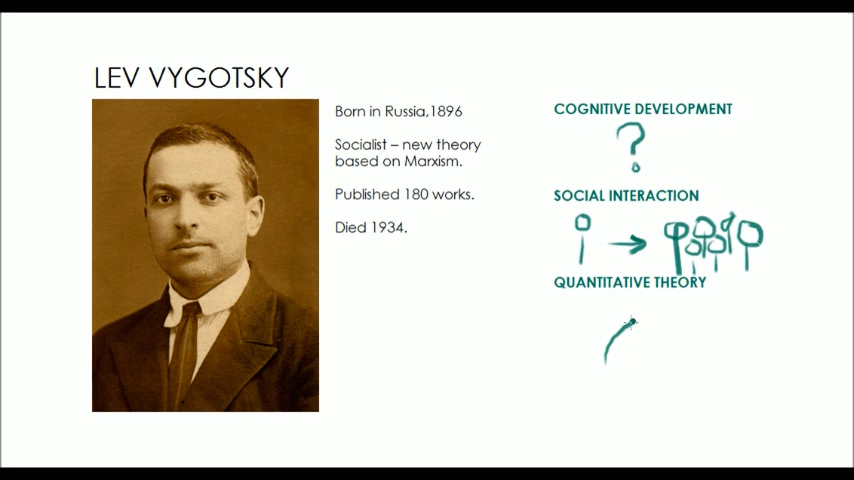 LEV VYGOTSKY
Born in Russia,1896
Socialist – new theory
based on Marxism.
Published 180 works.
Died 1934.
COGNITIVE DEVELOPMENT
?
SOCIAL INTERACTION
QUANTITATIVE THEORY